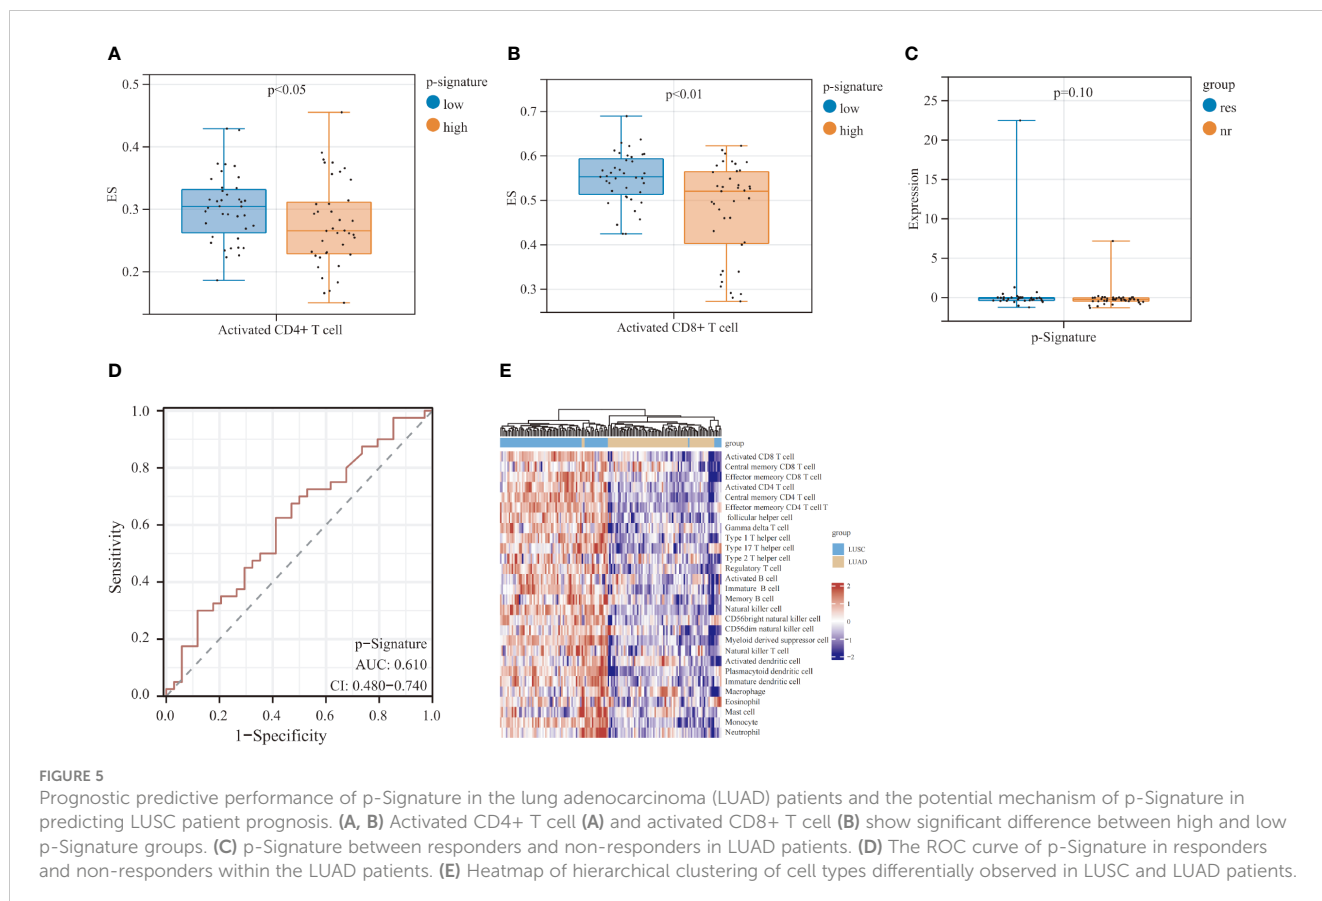 A
p-signature
low
high
p<0.05
0.5
0.4
0.3
0.2
ES
Activated CD4+ T cell
B
p-signature
low
high
p<0.01
0.7
0.6
0.5
0.4
0.3
ES
Activated CD8+ T cell
C
group
res
nr
p=0.10
25
20
15
10
5
0
Expression
p-Signature
D
1.0
0.8
0.6
0.4
0.2
0.0
Sensitivity
p-Signature
AUC: 0.610
CI: 0.480-0.740
0.0 0.2 0.4 0.6 0.8 1.0
1-Specificity
E
group
Activated CD8 T cell
Central memory CD8 T cell
Effector memeory CD8 T cell
Activated CD4 T cell
Central memory CD4 T cell
Effector memeory CD4 T cell T
follicular helper cell
Gamma delta T cell
Type 1 T helper cell
Type 17 T helper cell
Type 2 T helper cell
Regulatory T cell
Activated B cell
Immature B cell
Memory B cell
Natural killer cell
CD56bright natural killer cell
CD56dim natural killer cell
Myeloid derived suppressor cell
Natural killer T cell
Activated dendritic cell
Plasmacytoid dendritic cell
Immature dendritic cell
Macrophage
Eosinophil
Mast cell
Monocyte
Neutrophil
group
LUSC
LUAD
2
1
0
-1
-2
FIGURE 5
Prognostic predictive performance of p-Signature in the lung adenocarcinoma (LUAD) patients and the potential mechanism of p-Signature in
predicting LUSC patient prognosis. (A, B) Activated CD4+ T cell (A) and activated CD8+ T cell (B) show significant difference between high and low
p-Signature groups. (C) p-Signature between responders and non-responders in LUAD patients. (D) The ROC curve of p-Signature in responders
and non-responders within the LUAD patients. (E) Heatmap of hierarchical clustering of cell types differentially observed in LUSC and LUAD patients.